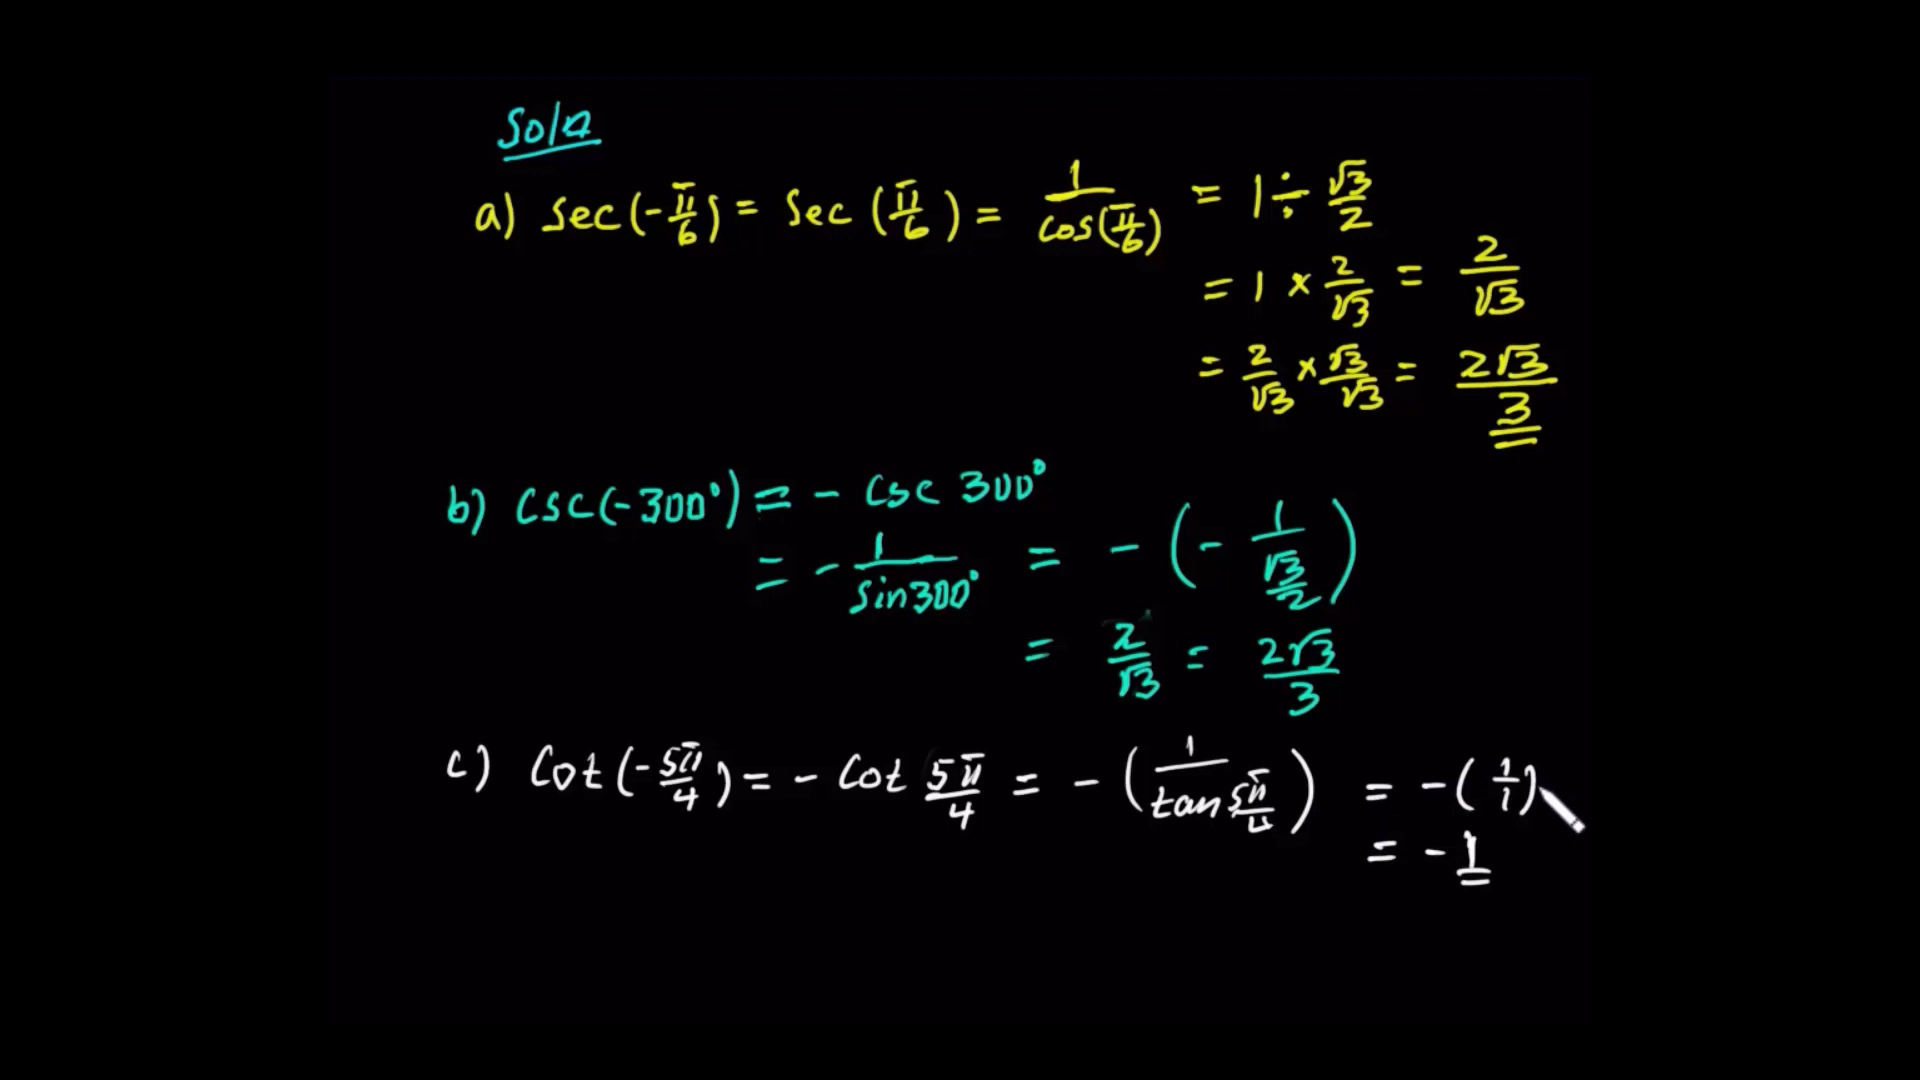 Soln
a) sec(-π/6) = sec(π/6) = 1/cos(π/6) = 1 ÷ √3/2
= 1 × 2/√3 = 2/√3
= 2/√3 × √3/√3 = 2√3/3
b) csc(-300°) = - csc 300°
= - 1/sin300° = - (- 1/(√3/2))
= 2/√3 = 2√3/3
c) cot(-5π/4) = - cot 5π/4 = - (1/tan 5π/4) = - (1/1)
= - 1